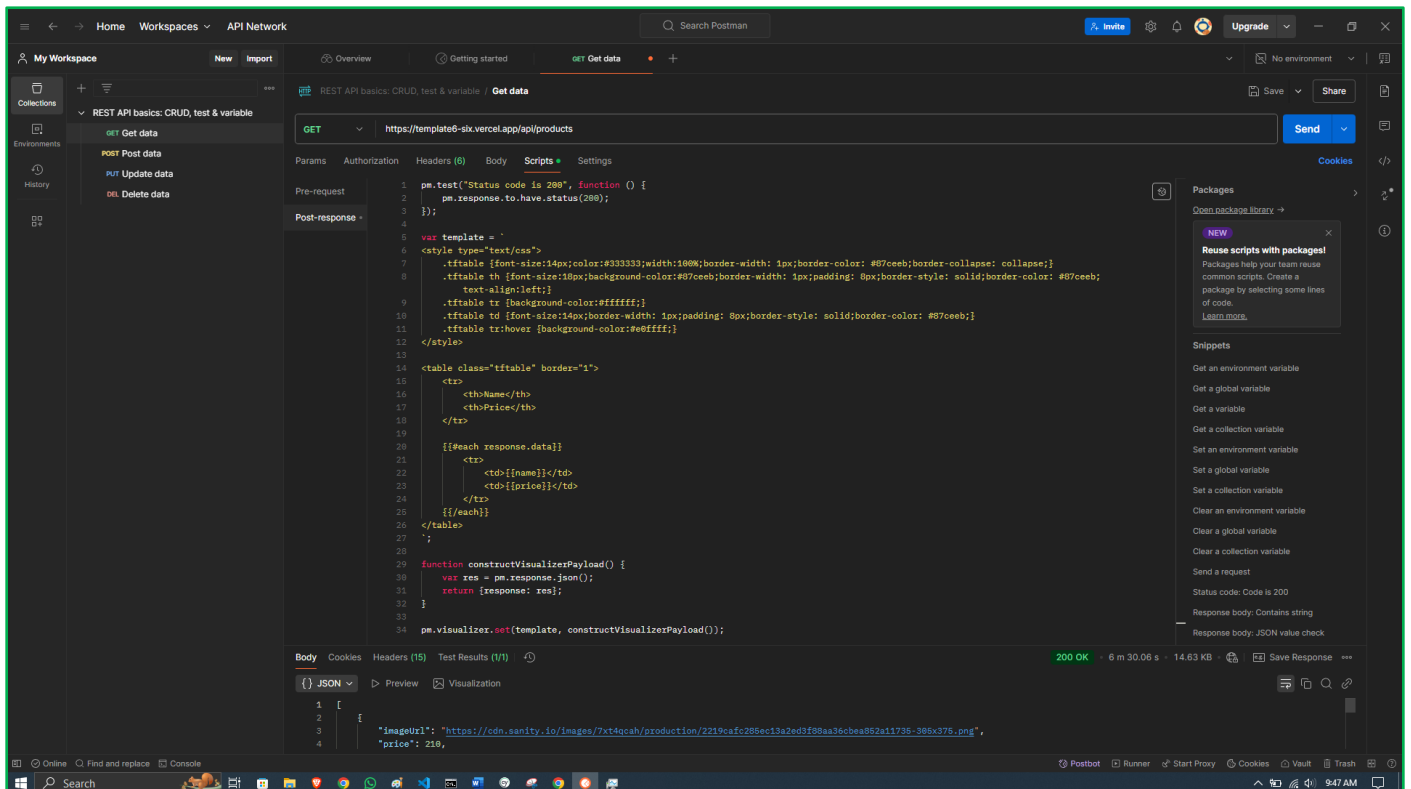 Home Workspaces API Network
Search Postman
Invite
Upgrade
My Workspace
New Import
Overview
Getting started
GET Get data
No environment
Collections
Environments
History
REST API basics: CRUD, test & variable
GET Get data
POST Post data
PUT Update data
DEL Delete data
HTTP REST API basics: CRUD, test & variable / Get data
Save
Share
GET https://template6-six.vercel.app/api/products
Send
Params Authorization Headers (6) Body Scripts Settings
Cookies
Pre-request
Post-response
1 pm.test("Status code is 200", function () {
2 pm.response.to.have.status(200);
3 });
4
5 var template = `
6 <style type="text/css">
7 .tftable {font-size:14px;color:#333333;width:100%;border-width: 1px;border-color: #87ceeb;border-collapse: collapse;}
8 .tftable th {font-size:18px;background-color:#87ceeb;border-width: 1px;padding: 8px;border-style: solid;border-color: #87ceeb;
text-align:left;}
9 .tftable tr {background-color:#ffffff;}
10 .tftable td {font-size:14px;border-width: 1px;padding: 8px;border-style: solid;border-color: #87ceeb;}
11 .tftable tr:hover {background-color:#e0ffff;}
12 </style>
13
14 <table class="tftable" border="1">
15 <tr>
16 <th>Name</th>
17 <th>Price</th>
18 </tr>
19
20 {{#each response.data}}
21 <tr>
22 <td>{{name}}</td>
23 <td>{{price}}</td>
24 </tr>
25 {{/each}}
26 </table>
27 `;
28
29 function constructVisualizerPayload() {
30 var res = pm.response.json();
31 return {response: res};
32 }
33
34 pm.visualizer.set(template, constructVisualizerPayload());
Packages
Open package library →
NEW
Reuse scripts with packages!
Packages help your team reuse
common scripts. Create a
package by selecting some lines
of code.
Learn more.
Snippets
Get an environment variable
Get a global variable
Get a variable
Get a collection variable
Set an environment variable
Set a global variable
Set a collection variable
Clear an environment variable
Clear a global variable
Clear a collection variable
Send a request
Status code: Code is 200
Response body: Contains string
Response body: JSON value check
Body Cookies Headers (15) Test Results (1/1)
200 OK 6 m 30.06 s 14.63 KB Save Response
{} JSON Preview Visualization
1 [
2 {
3 "imageUrl": "https://cdn.sanity.io/images/7xt4qcah/production/2219cafc285ec13a2ed3f88aa36cbea852a11735-305x375.png",
4 "price": 210,
Online Find and replace Console
Postbot Runner Start Proxy Cookies Vault Trash
Search
9:47 AM